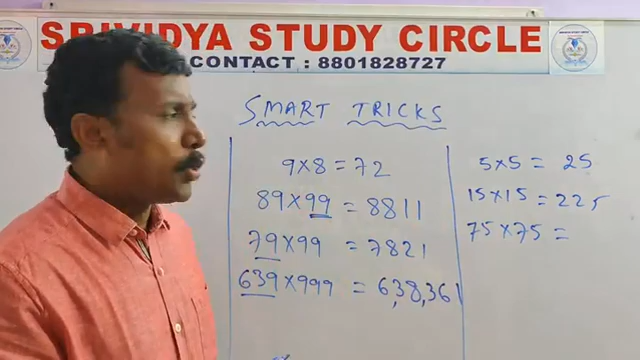 SRIVIDYA STUDY CIRCLE
CONTACT : 8801828727
SMART TRICKS
9×8=72
89×99 = 8811
79×99 = 7821
639×999 = 638,361
5×5 = 25
15×15 = 225
75×75 =